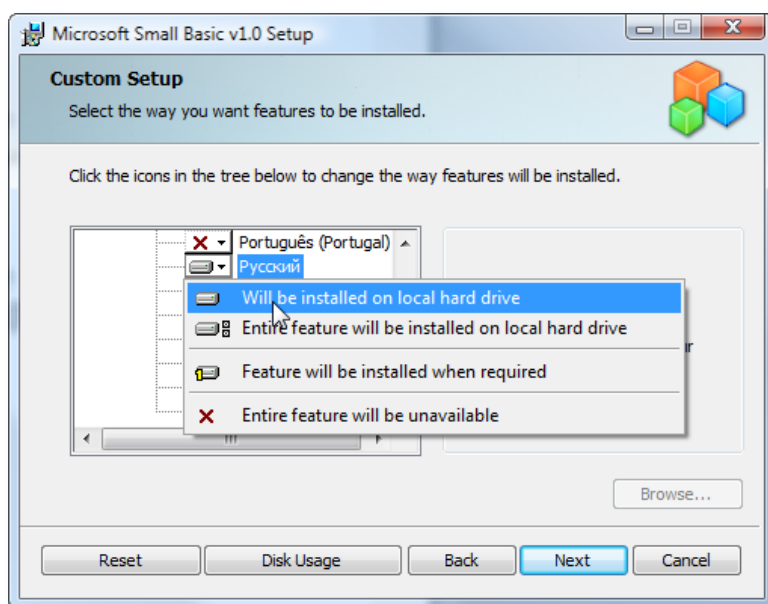 Microsoft Small Basic v1.0 Setup
Custom Setup
Select the way you want features to be installed.
Click the icons in the tree below to change the way features will be installed.
Português (Portugal)
Русский
Will be installed on local hard drive
Entire feature will be installed on local hard drive
Feature will be installed when required
Entire feature will be unavailable
Browse...
Reset
Disk Usage
Back
Next
Cancel